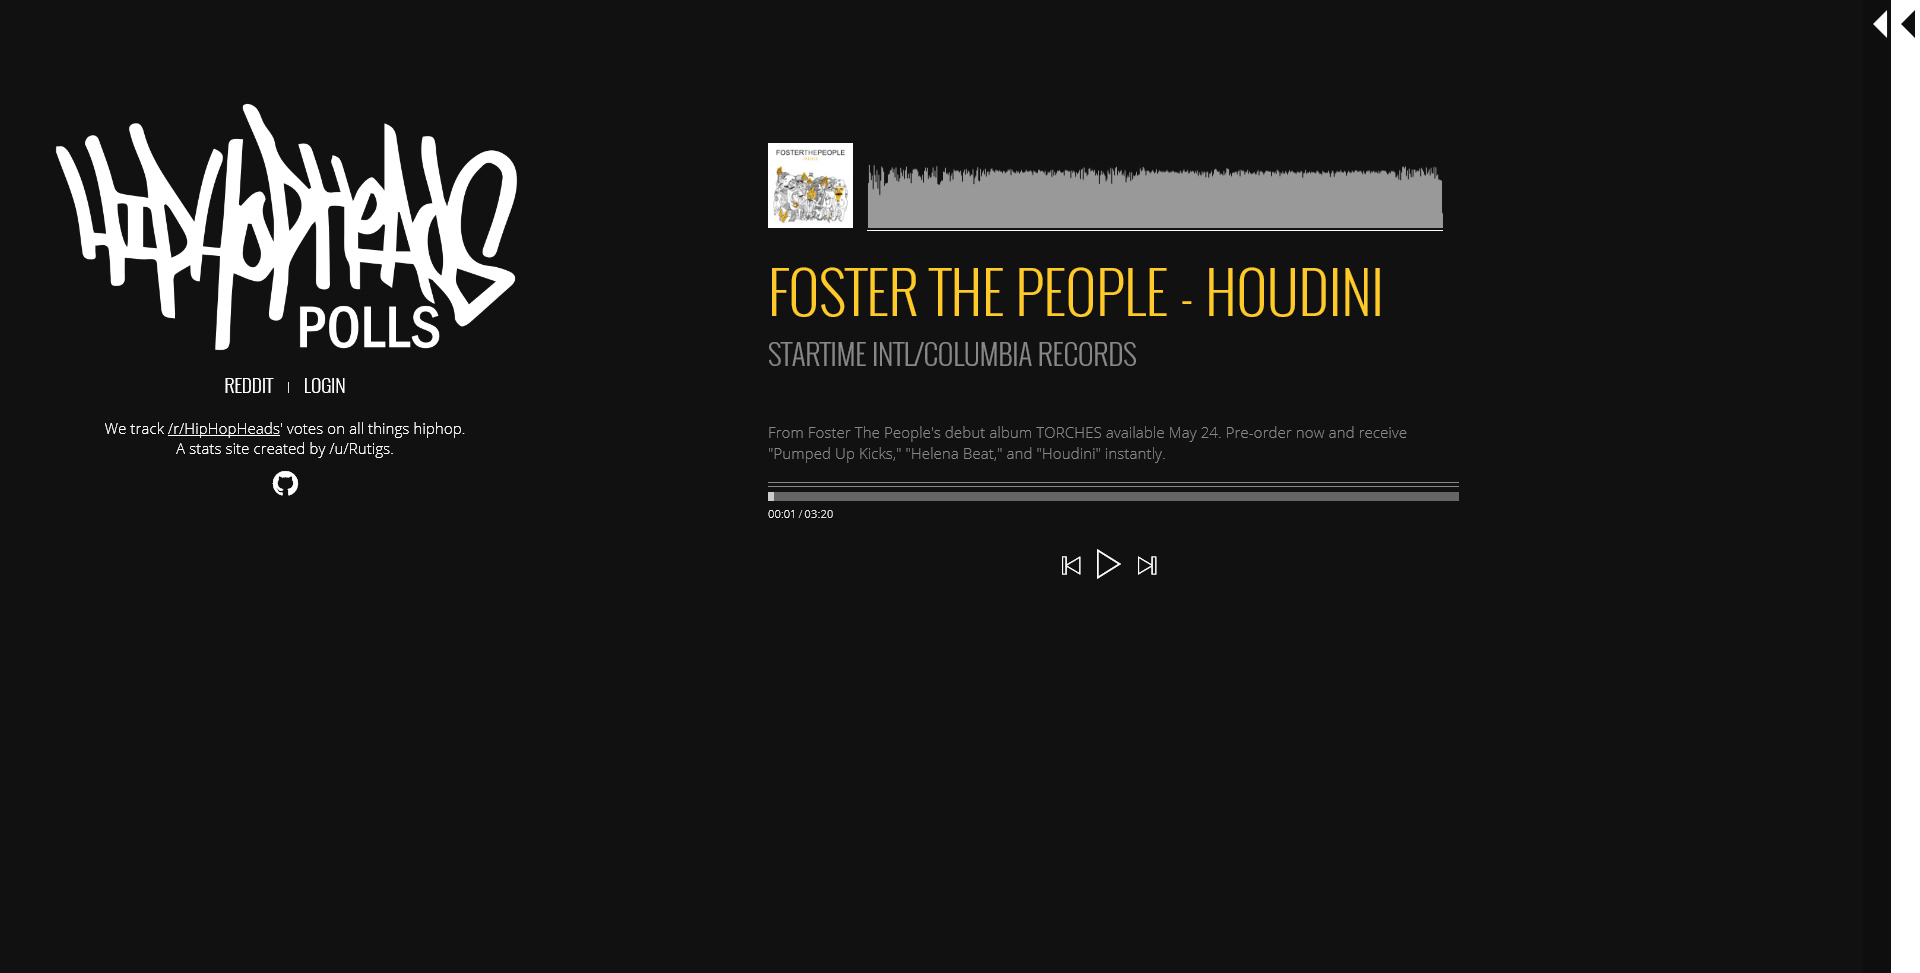 HIPHOPHEADS
POLLS
REDDIT | LOGIN
We track /r/HipHopHeads' votes on all things hiphop.
A stats site created by /u/Rutigs.
FOSTERTHEPEOPLE
FOSTER THE PEOPLE - HOUDINI
STARTIME INTL/COLUMBIA RECORDS
From Foster The People's debut album TORCHES available May 24. Pre-order now and receive
"Pumped Up Kicks," "Helena Beat," and "Houdini" instantly.
00:01 / 03:20